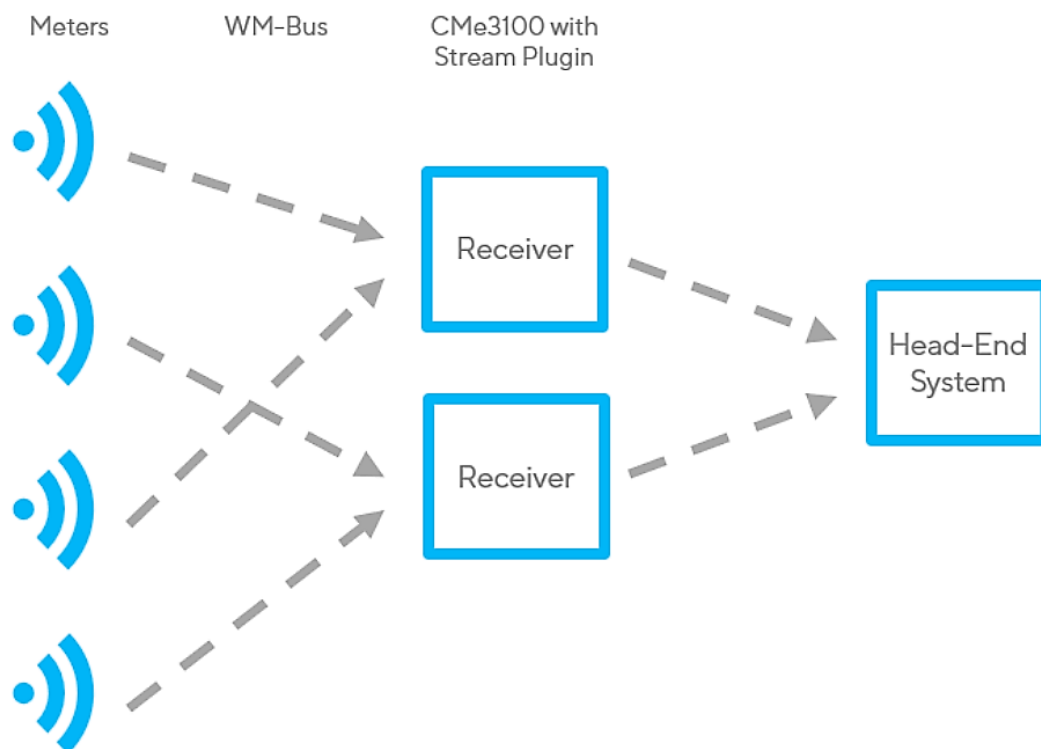 Meters
WM-Bus
CMe3100 with
Stream Plugin
Receiver
Head-End
System
Receiver